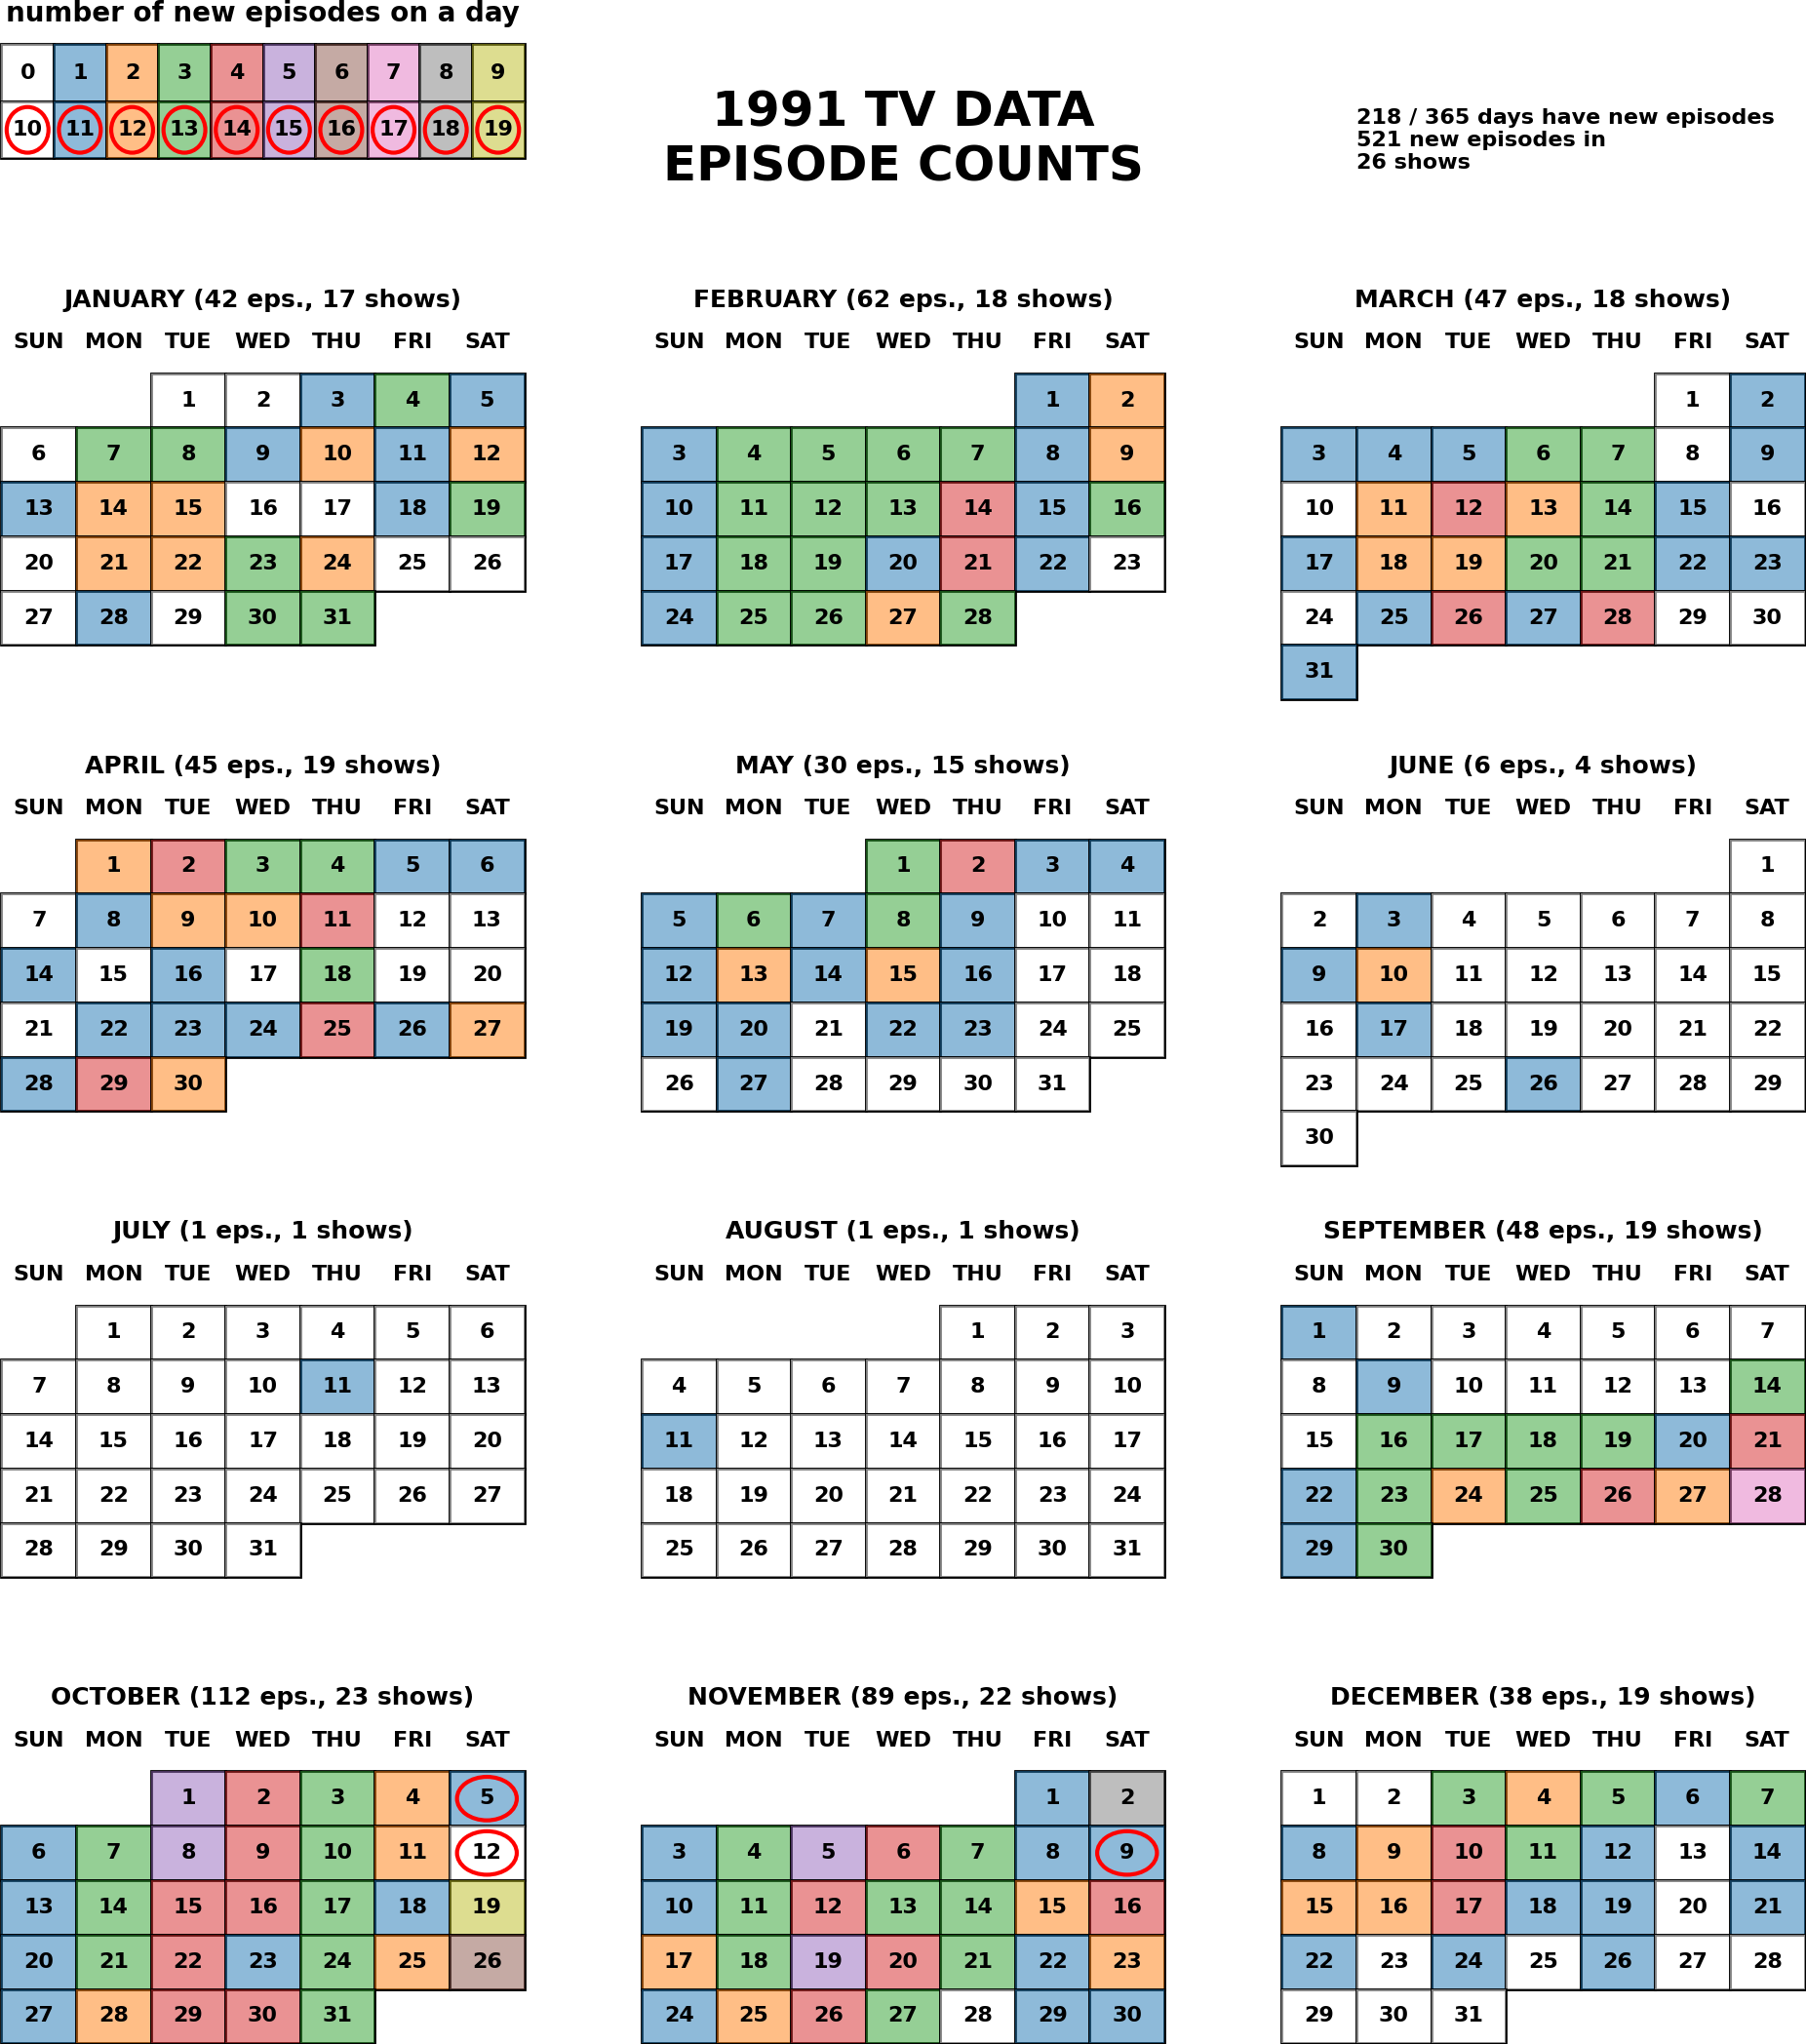 number of new episodes on a day
0 1 2 3 4 5 6 7 8 9
10 11 12 13 14 15 16 17 18 19
1991 TV DATA
EPISODE COUNTS
218 / 365 days have new episodes
521 new episodes in
26 shows
JANUARY (42 eps., 17 shows)
SUN MON TUE WED THU FRI SAT
1 2 3 4 5
6 7 8 9 10 11 12
13 14 15 16 17 18 19
20 21 22 23 24 25 26
27 28 29 30 31
FEBRUARY (62 eps., 18 shows)
SUN MON TUE WED THU FRI SAT
1 2
3 4 5 6 7 8 9
10 11 12 13 14 15 16
17 18 19 20 21 22 23
24 25 26 27 28
MARCH (47 eps., 18 shows)
SUN MON TUE WED THU FRI SAT
1 2
3 4 5 6 7 8 9
10 11 12 13 14 15 16
17 18 19 20 21 22 23
24 25 26 27 28 29 30
31
APRIL (45 eps., 19 shows)
SUN MON TUE WED THU FRI SAT
1 2 3 4 5 6
7 8 9 10 11 12 13
14 15 16 17 18 19 20
21 22 23 24 25 26 27
28 29 30
MAY (30 eps., 15 shows)
SUN MON TUE WED THU FRI SAT
1 2 3 4
5 6 7 8 9 10 11
12 13 14 15 16 17 18
19 20 21 22 23 24 25
26 27 28 29 30 31
JUNE (6 eps., 4 shows)
SUN MON TUE WED THU FRI SAT
1
2 3 4 5 6 7 8
9 10 11 12 13 14 15
16 17 18 19 20 21 22
23 24 25 26 27 28 29
30
JULY (1 eps., 1 shows)
SUN MON TUE WED THU FRI SAT
1 2 3 4 5 6
7 8 9 10 11 12 13
14 15 16 17 18 19 20
21 22 23 24 25 26 27
28 29 30 31
AUGUST (1 eps., 1 shows)
SUN MON TUE WED THU FRI SAT
1 2 3
4 5 6 7 8 9 10
11 12 13 14 15 16 17
18 19 20 21 22 23 24
25 26 27 28 29 30 31
SEPTEMBER (48 eps., 19 shows)
SUN MON TUE WED THU FRI SAT
1 2 3 4 5 6 7
8 9 10 11 12 13 14
15 16 17 18 19 20 21
22 23 24 25 26 27 28
29 30
OCTOBER (112 eps., 23 shows)
SUN MON TUE WED THU FRI SAT
1 2 3 4 5
6 7 8 9 10 11 12
13 14 15 16 17 18 19
20 21 22 23 24 25 26
27 28 29 30 31
NOVEMBER (89 eps., 22 shows)
SUN MON TUE WED THU FRI SAT
1 2
3 4 5 6 7 8 9
10 11 12 13 14 15 16
17 18 19 20 21 22 23
24 25 26 27 28 29 30
DECEMBER (38 eps., 19 shows)
SUN MON TUE WED THU FRI SAT
1 2 3 4 5 6 7
8 9 10 11 12 13 14
15 16 17 18 19 20 21
22 23 24 25 26 27 28
29 30 31